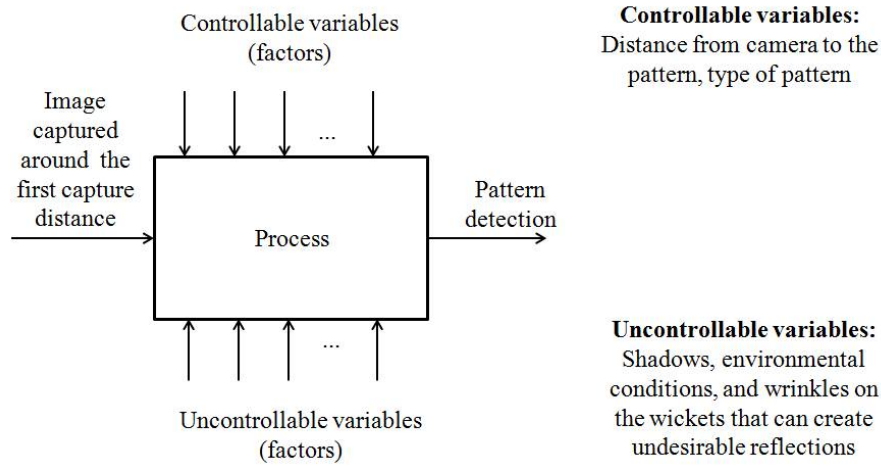 Controllable variables
(factors)
Controllable variables:
Distance from camera to the
pattern, type of pattern
Image
captured
around the
first capture
distance
...
Process
Pattern
detection
...
Uncontrollable variables
(factors)
Uncontrollable variables:
Shadows, environmental
conditions, and wrinkles on
the wickets that can create
undesirable reflections